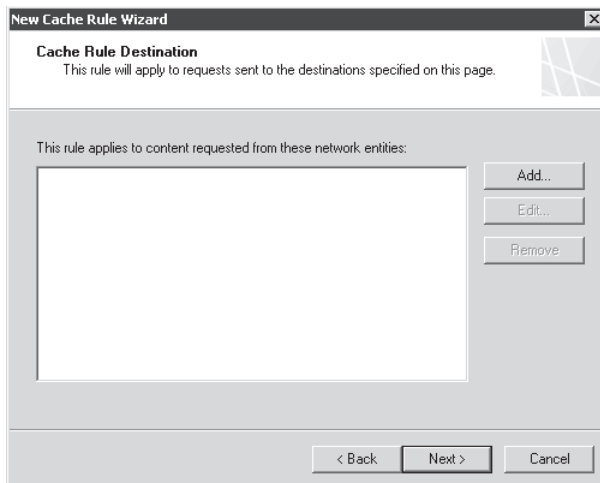 New Cache Rule Wizard
Cache Rule Destination
This rule will apply to requests sent to the destinations specified on this page.
This rule applies to content requested from these network entities:
Add...
Edit...
Remove
< Back
Next >
Cancel